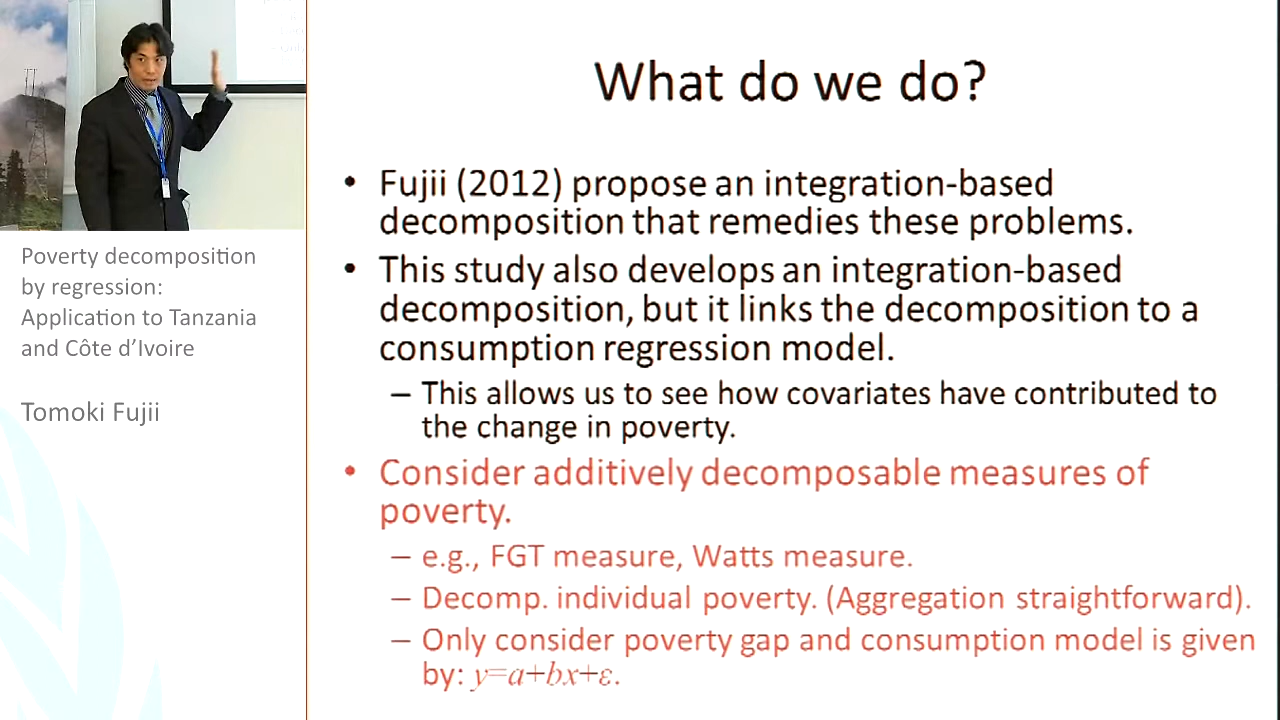 Poverty decomposition
by regression:
Application to Tanzania
and Côte d’Ivoire
Tomoki Fujii
What do we do?
• Fujii (2012) propose an integration-based
decomposition that remedies these problems.
• This study also develops an integration-based
decomposition, but it links the decomposition to a
consumption regression model.
– This allows us to see how covariates have contributed to
the change in poverty.
• Consider additively decomposable measures of
poverty.
– e.g., FGT measure, Watts measure.
– Decomp. individual poverty. (Aggregation straightforward).
– Only consider poverty gap and consumption model is given
by: y=a+bx+ε.